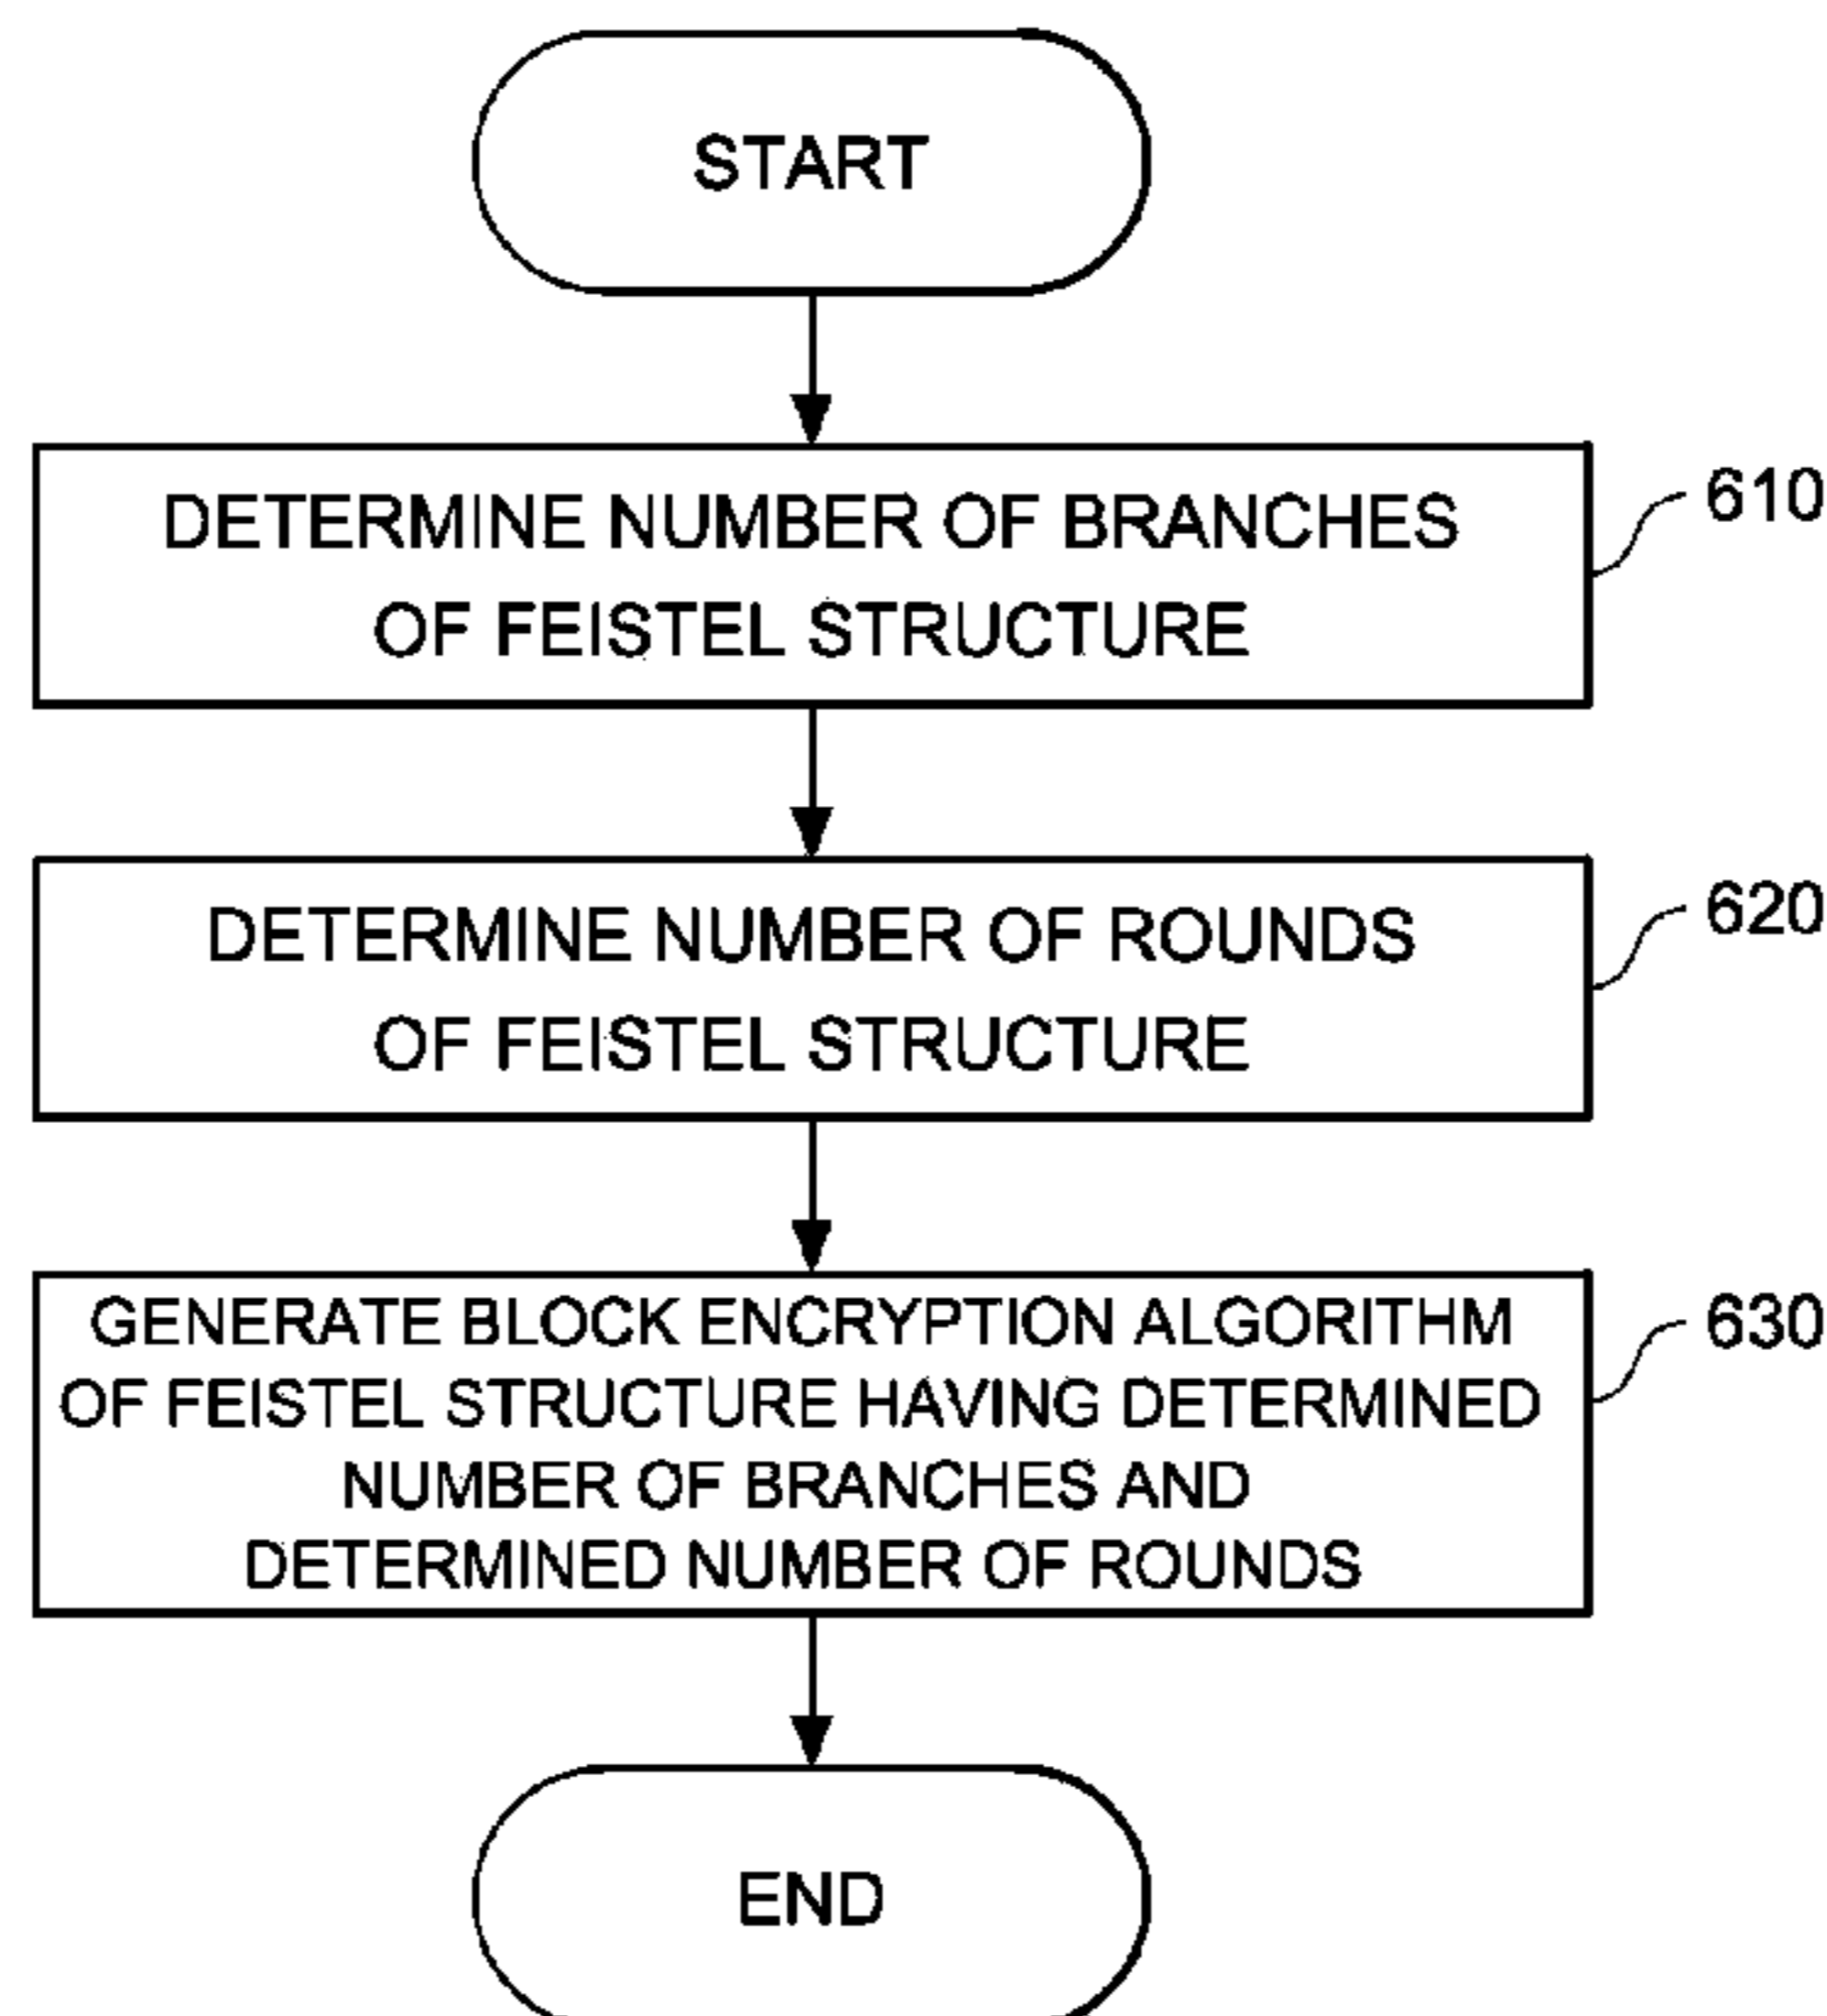 START
DETERMINE NUMBER OF BRANCHES
OF FEISTEL STRUCTURE
610
DETERMINE NUMBER OF ROUNDS
OF FEISTEL STRUCTURE
620
GENERATE BLOCK ENCRYPTION ALGORITHM
OF FEISTEL STRUCTURE HAVING DETERMINED
NUMBER OF BRANCHES AND
DETERMINED NUMBER OF ROUNDS
630
END